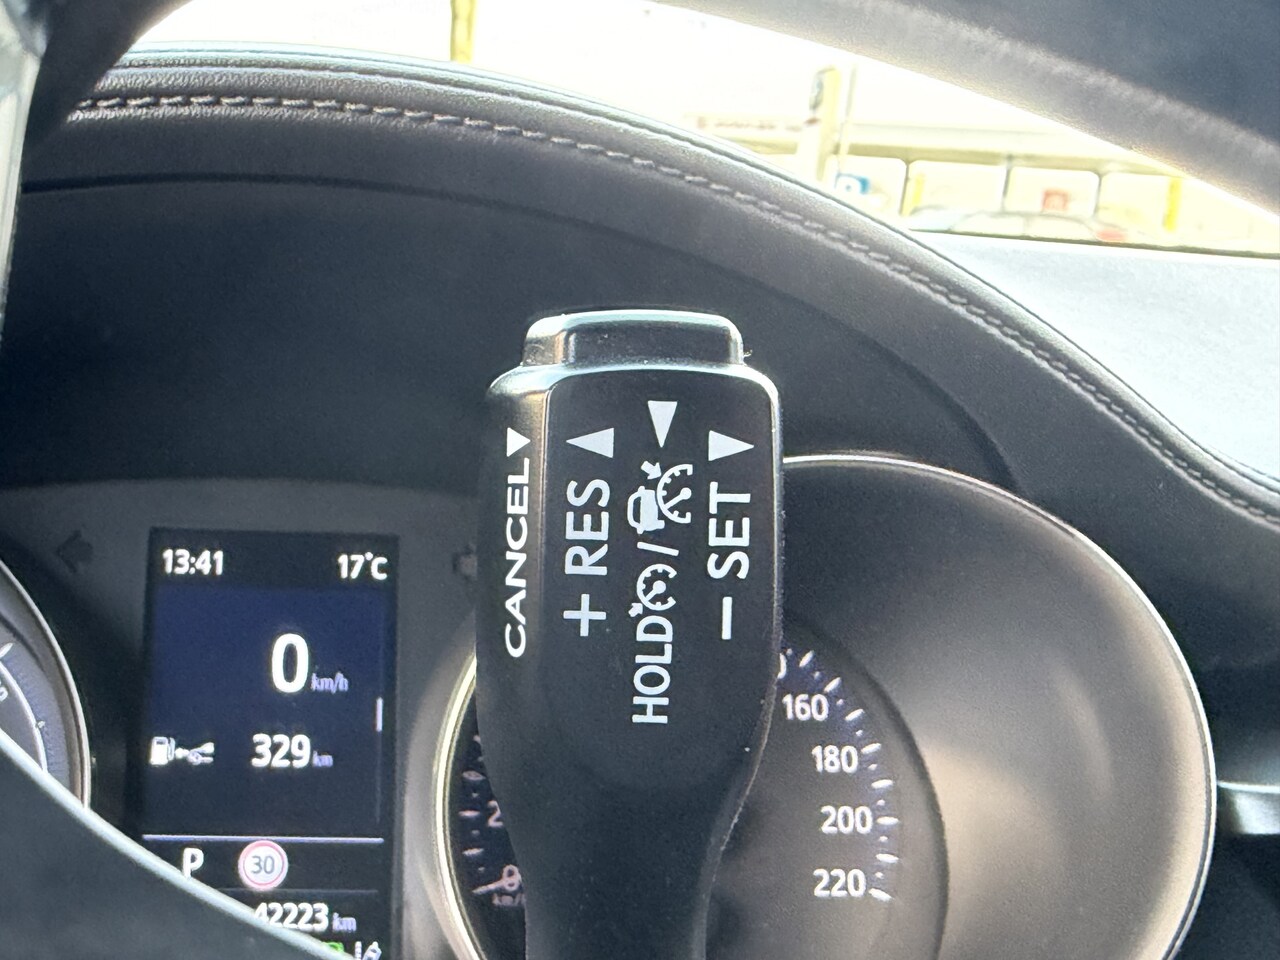 CANCEL
+ RES
HOLD /
− SET
13:41 17°C
0 km/h
329 km
P 30
42223 km
160
180
200
220